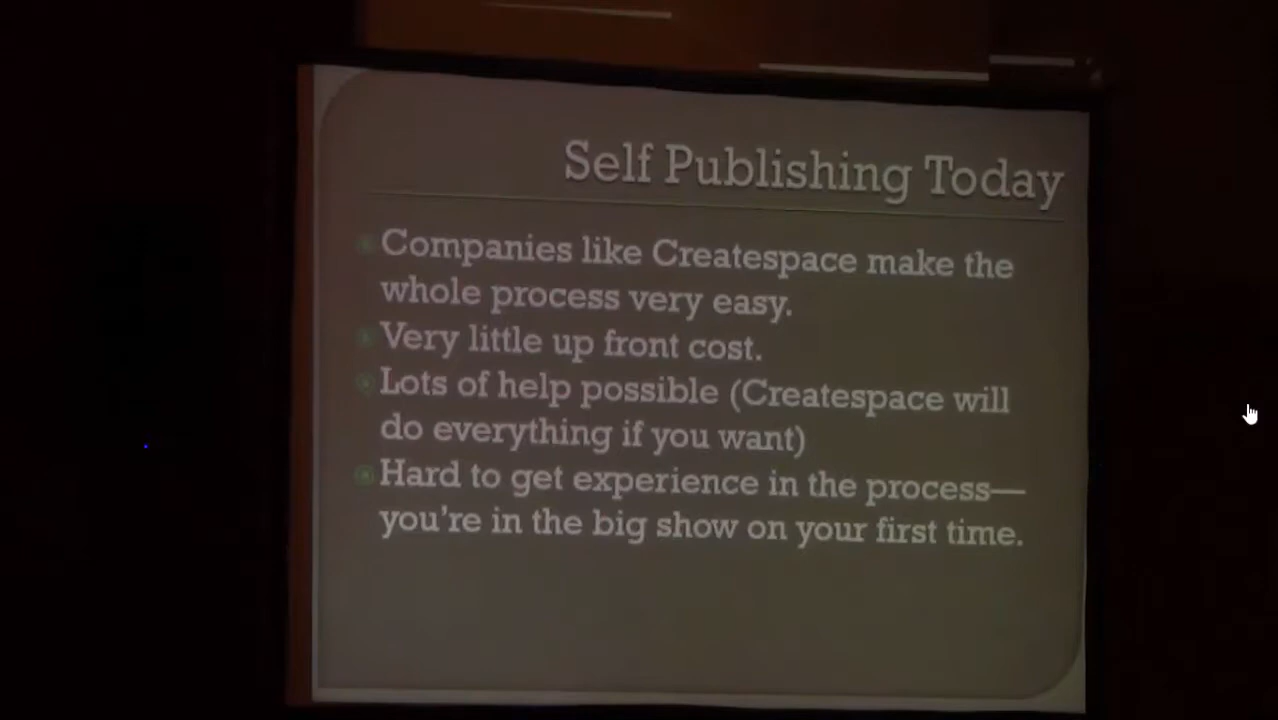 Self Publishing Today
Companies like Createspace make the
whole process very easy.
Very little up front cost.
Lots of help possible (Createspace will
do everything if you want)
Hard to get experience in the process—
you're in the big show on your first time.